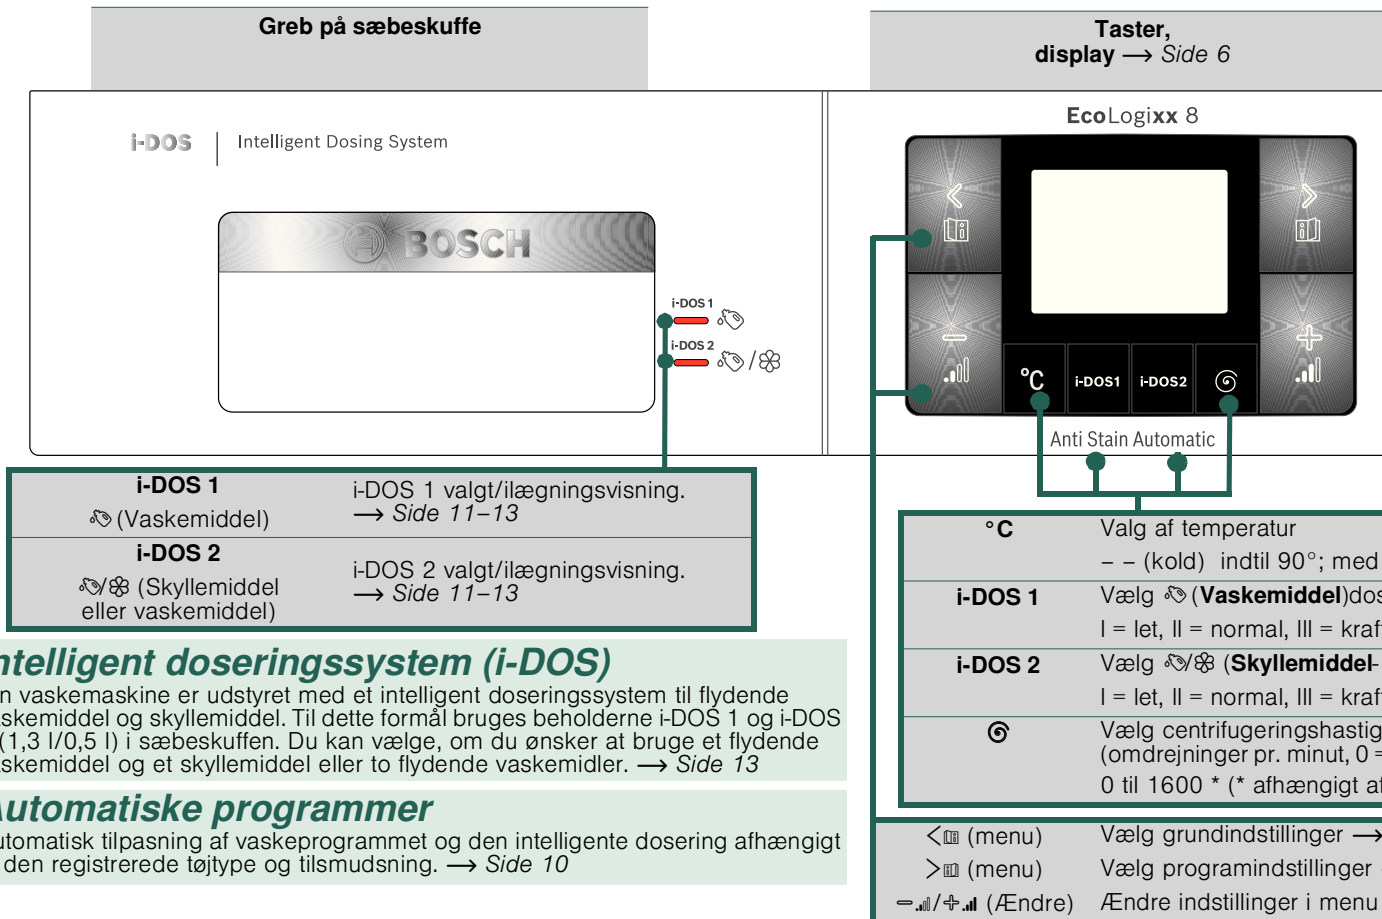 Greb på sæbeskuffe
Taster,
display → Side 6
i-DOS | Intelligent Dosing System
EcoLogixx 8
BOSCH
i-DOS 1
i-DOS 2
/
°C i-DOS1 i-DOS2
Anti Stain Automatic
i-DOS 1
(Vaskemiddel)
i-DOS 1 valgt/ilægningsvisning.
→ Side 11–13
i-DOS 2
/ (Skyllemiddel
eller vaskemiddel)
i-DOS 2 valgt/ilægningsvisning.
→ Side 11–13
ntelligent doseringssystem (i-DOS)
n vaskemaskine er udstyret med et intelligent doseringssystem til flydende
askemiddel og skyllemiddel. Til dette formål bruges beholderne i-DOS 1 og i-DOS
(1,3 l/0,5 l) i sæbeskuffen. Du kan vælge, om du ønsker at bruge et flydende
askemiddel og et skyllemiddel eller to flydende vaskemidler. → Side 13
Automatiske programmer
utomatisk tilpasning af vaskeprogrammet og den intelligente dosering afhængigt
den registrerede tøjtype og tilsmudsning. → Side 10
°C Valg af temperatur
– – (kold) indtil 90°; med
i-DOS 1 Vælg (Vaskemiddel)dos
I = let, II = normal, III = kraf
i-DOS 2 Vælg / (Skyllemiddel-
I = let, II = normal, III = kraf
Vælg centrifugeringshastig
(omdrejninger pr. minut, 0 =
0 til 1600 * (* afhængigt af
< (menu) Vælg grundindstillinger →
> (menu) Vælg programindstillinger
–/+ (Ændre) Ændre indstillinger i menu